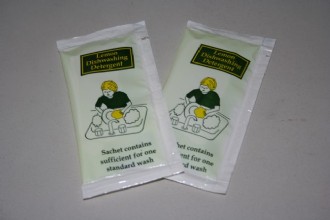 Lemon
Dishwashing
Detergent
Sachet contains
sufficient for one
standard wash
Lemon
Dishwashing
Detergent
Sachet contains
sufficient for one
standard wash